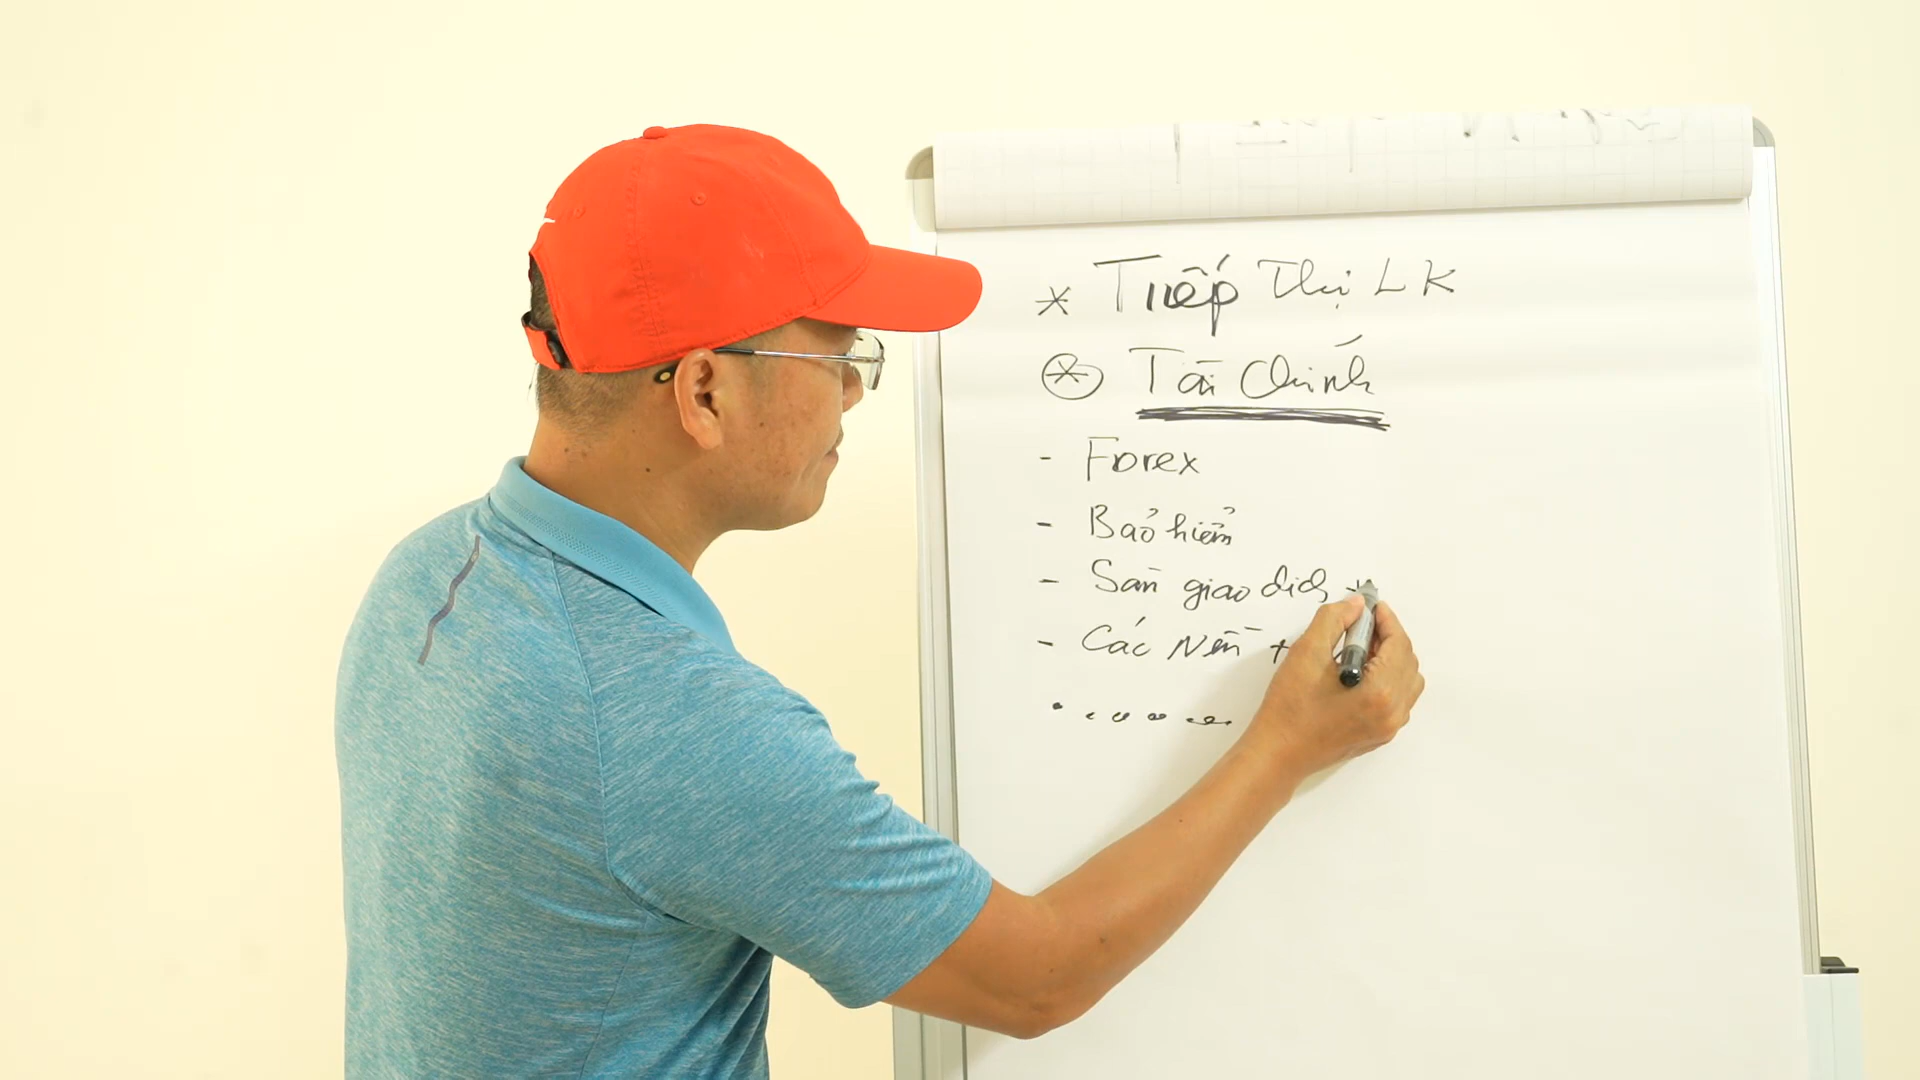 * Tiếp Thị LK
* Tài Chính
- Forex
- Bảo hiểm
- Sàn giao dịch
- Các Nền